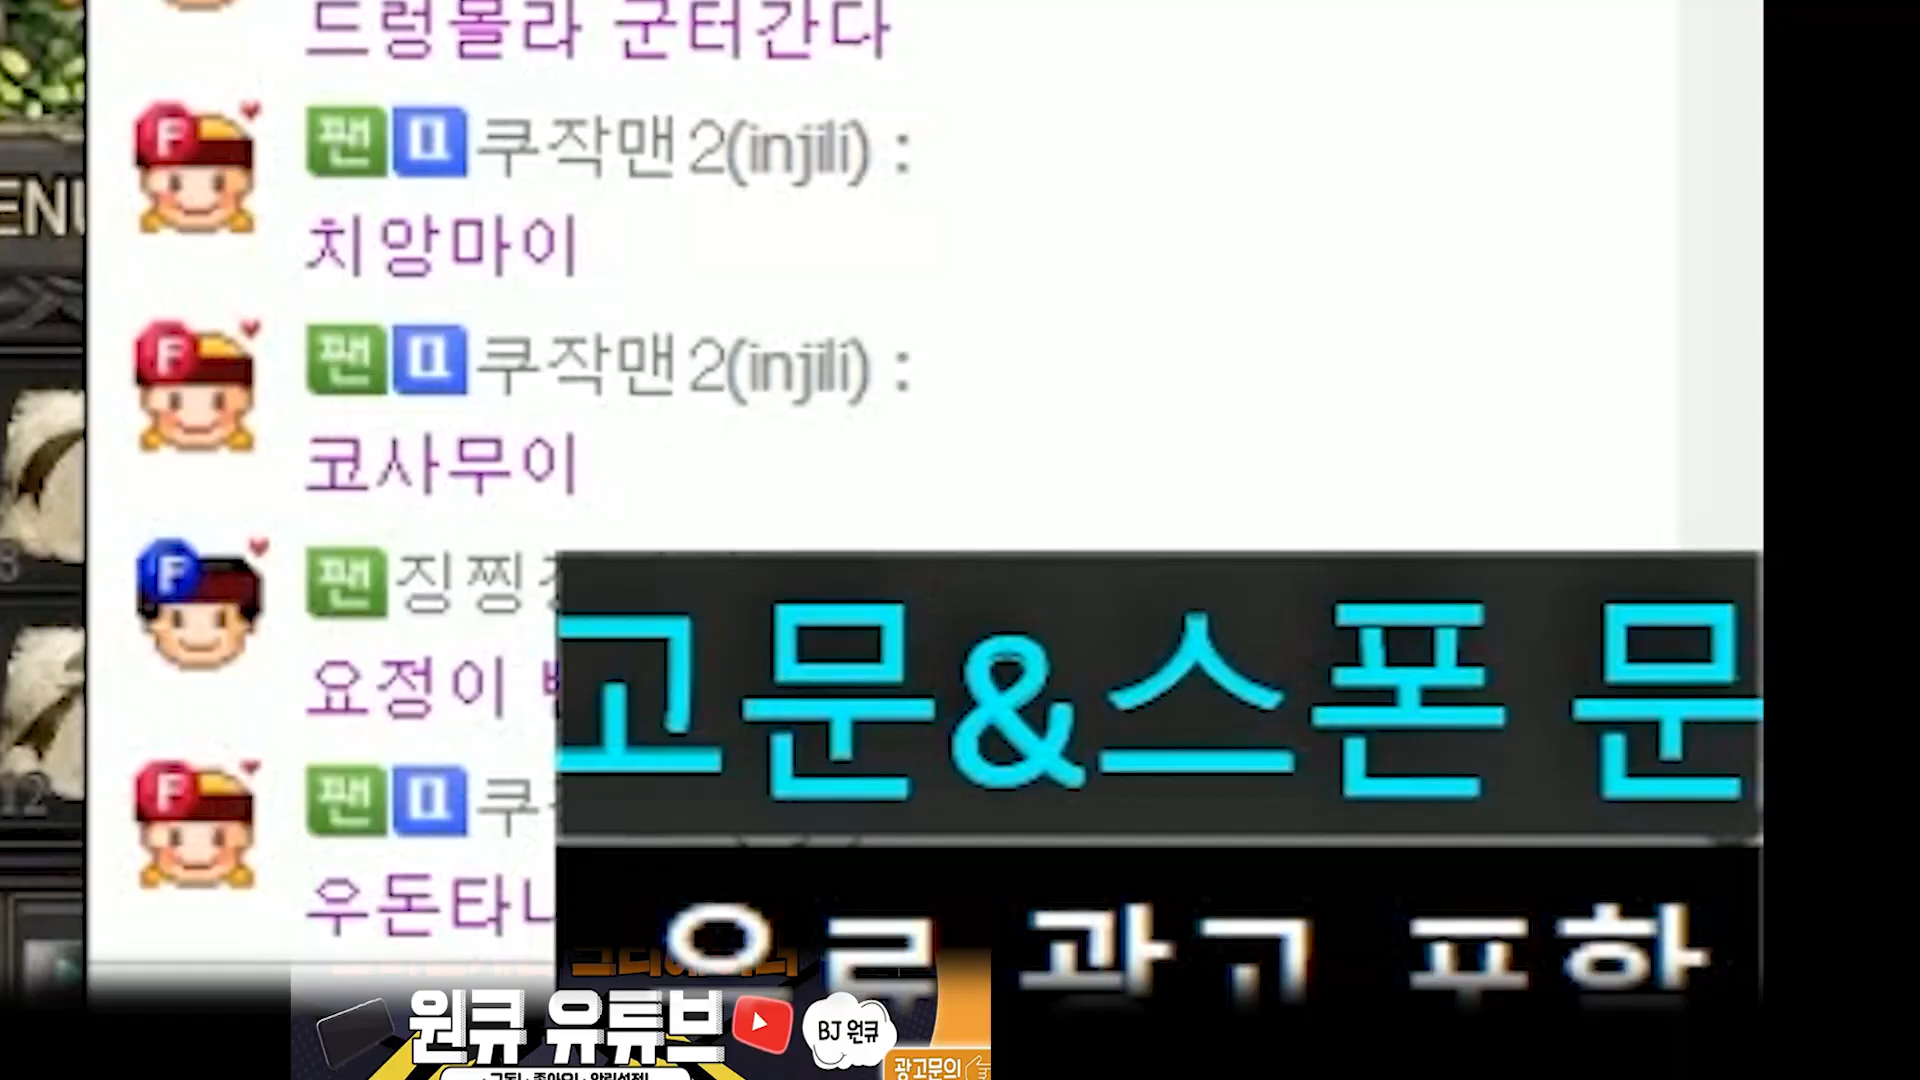 드렁몰라 군터간다
팬 쿠작맨2(injili) :
치앙마이
팬 쿠작맨2(injili) :
코사무이
팬 징찡
요정이
팬 쿠
우돈타니
고문&스폰 문
으로 광고 포함
원큐 유튜브
BJ 원큐
광고문의